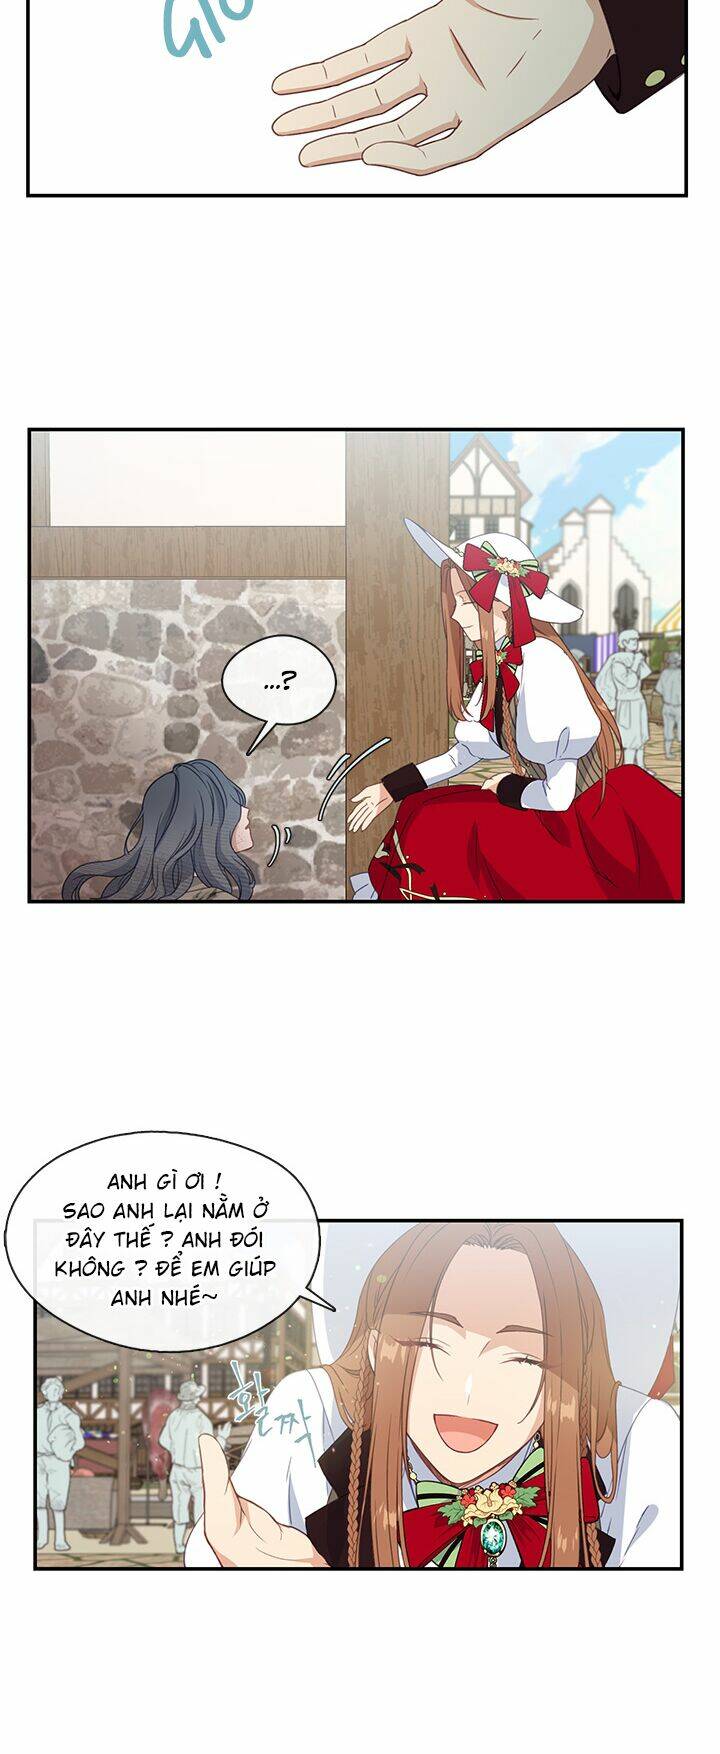 ...?
ANH GÌ ƠI !
SAO ANH LẠI NẰM Ở
ĐÂY THẾ ? ANH ĐÓI
KHÔNG ? ĐỂ EM GIÚP
ANH NHÉ~
활짝